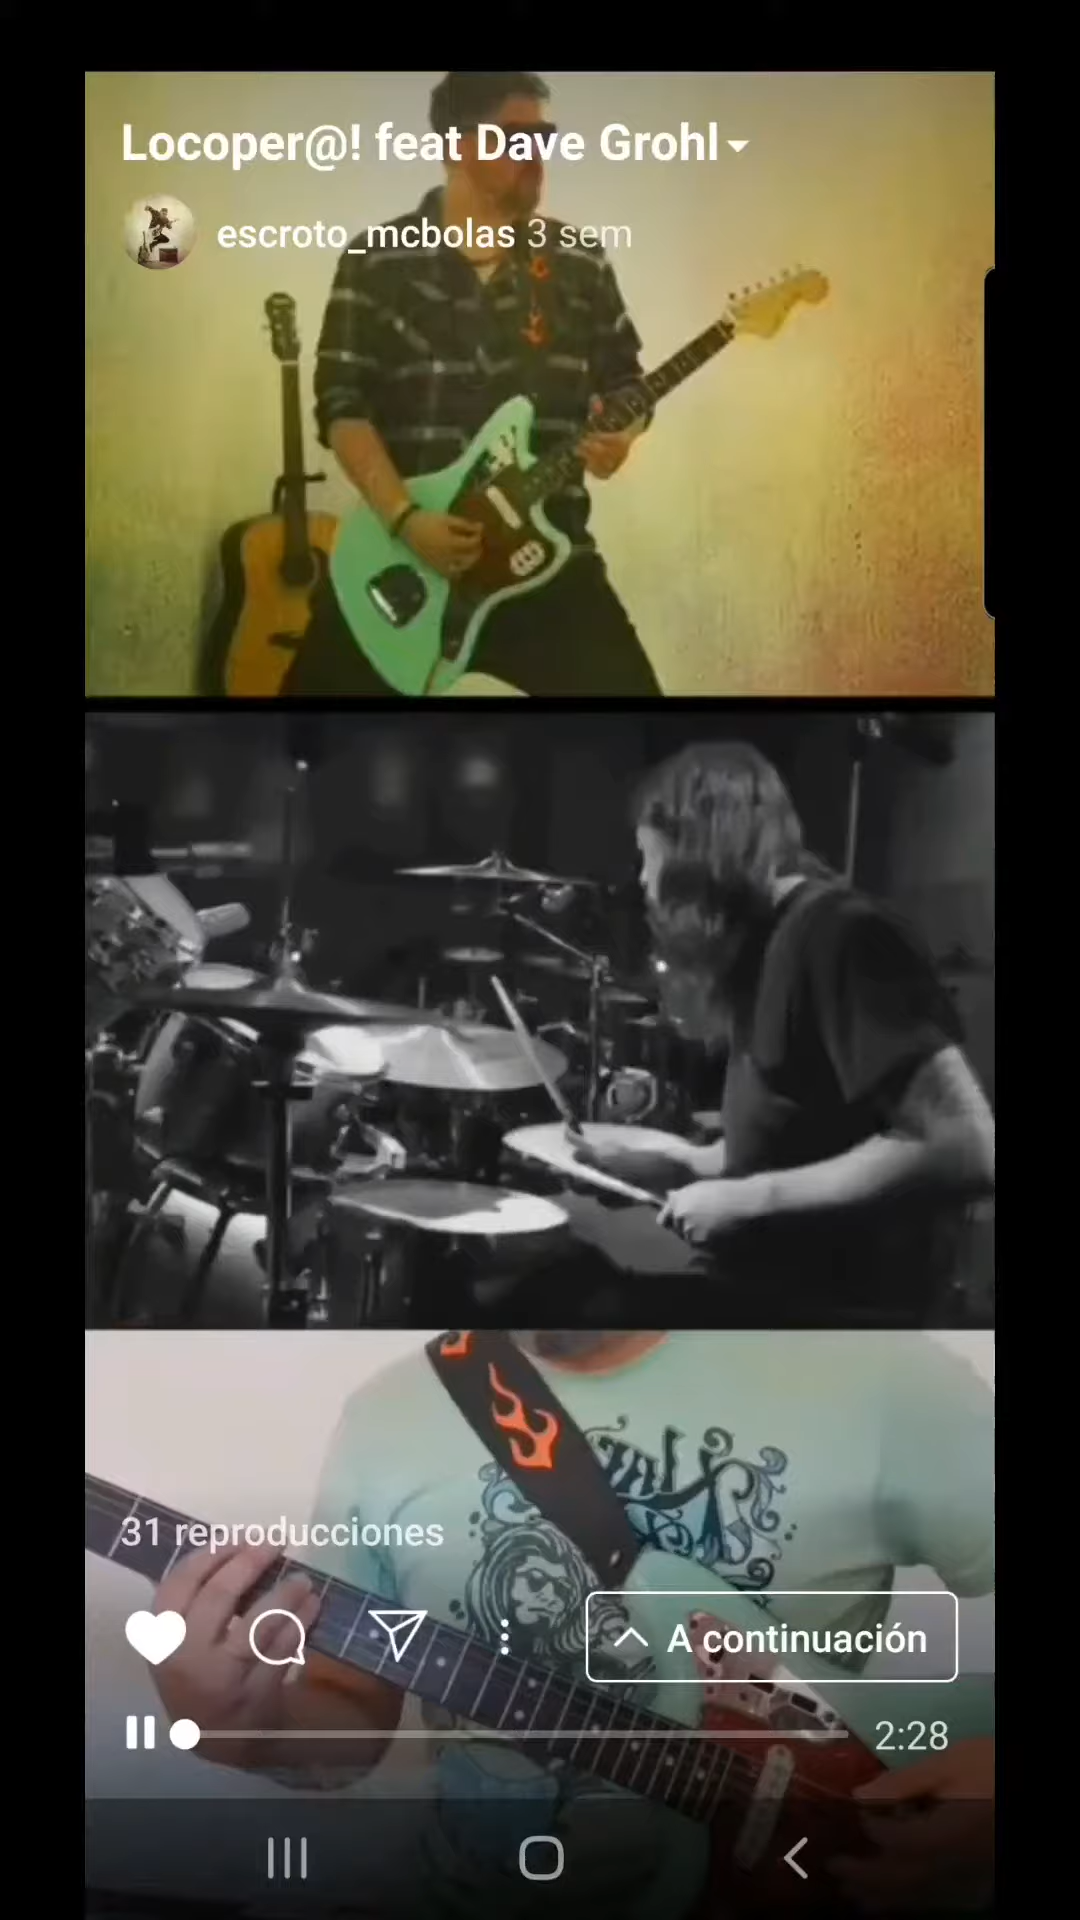 Locoper@! feat Dave Grohl
escroto_mcbolas 3 sem
31 reproducciones
A continuación
2:28